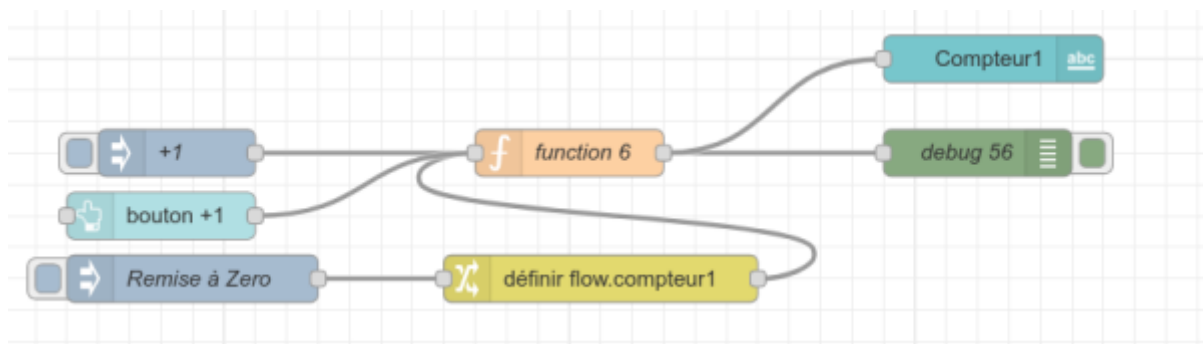 Compteur1 abc
+1
function 6
debug 56
bouton +1
Remise à Zero
définir flow.compteur1